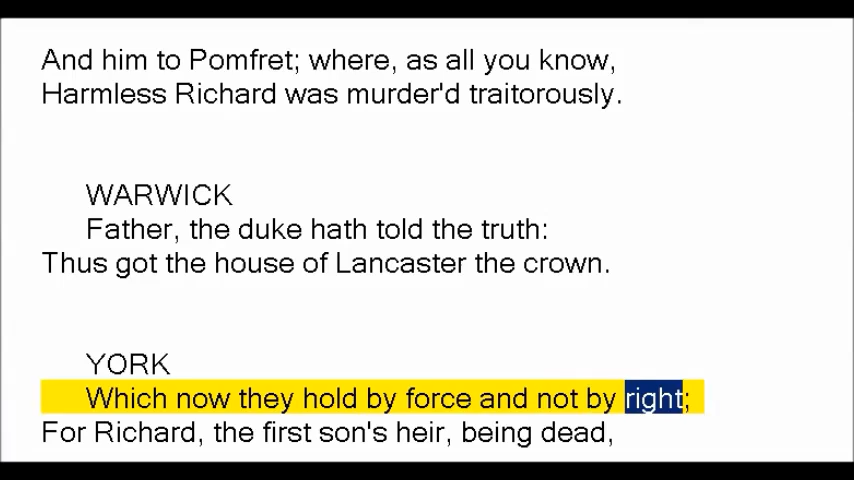 And him to Pomfret; where, as all you know,
Harmless Richard was murder'd traitorously.
WARWICK
Father, the duke hath told the truth:
Thus got the house of Lancaster the crown.
YORK
Which now they hold by force and not by right;
For Richard, the first son's heir, being dead,